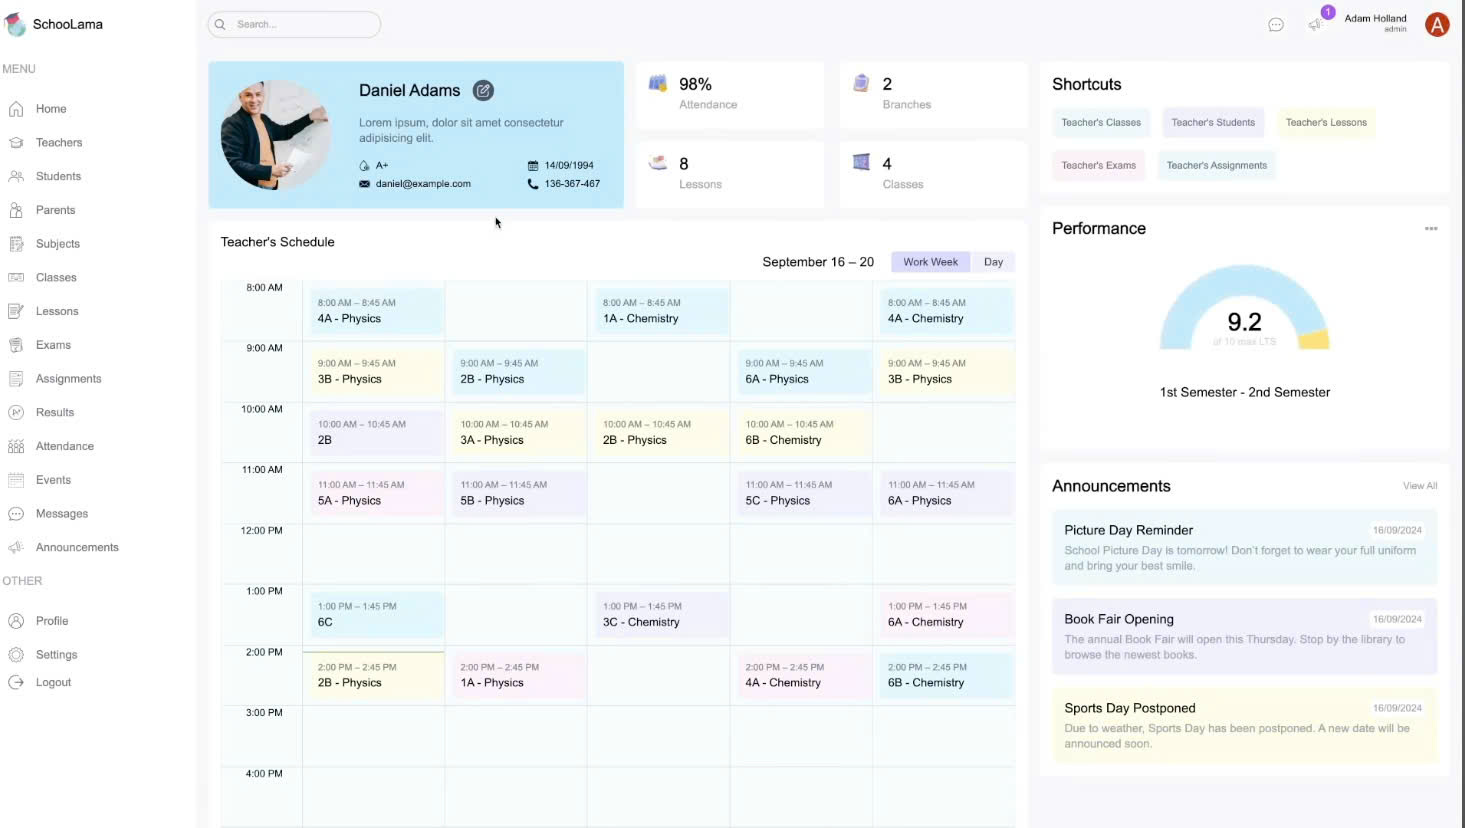 SchooLama
Search...
1
Adam Holland
admin
A
MENU
Home
Teachers
Students
Parents
Subjects
Classes
Lessons
Exams
Assignments
Results
Attendance
Events
Messages
Announcements
OTHER
Profile
Settings
Logout
Daniel Adams
Lorem ipsum, dolor sit amet consectetur
adipisicing elit.
A+
14/09/1994
daniel@example.com
136-367-467
98%
Attendance
2
Branches
8
Lessons
4
Classes
Teacher's Schedule
September 16 – 20
Work Week
Day
8:00 AM
8:00 AM – 8:45 AM
4A - Physics
8:00 AM – 8:45 AM
1A - Chemistry
8:00 AM – 8:45 AM
4A - Chemistry
9:00 AM
9:00 AM – 9:45 AM
3B - Physics
9:00 AM – 9:45 AM
2B - Physics
9:00 AM – 9:45 AM
6A - Physics
9:00 AM – 9:45 AM
3B - Physics
10:00 AM
10:00 AM – 10:45 AM
2B
10:00 AM – 10:45 AM
3A - Physics
10:00 AM – 10:45 AM
2B - Physics
10:00 AM – 10:45 AM
6B - Chemistry
11:00 AM
11:00 AM – 11:45 AM
5A - Physics
11:00 AM – 11:45 AM
5B - Physics
11:00 AM – 11:45 AM
5C - Physics
11:00 AM – 11:45 AM
6A - Physics
12:00 PM
1:00 PM
1:00 PM – 1:45 PM
6C
1:00 PM – 1:45 PM
3C - Chemistry
1:00 PM – 1:45 PM
6A - Chemistry
2:00 PM
2:00 PM – 2:45 PM
2B - Physics
2:00 PM – 2:45 PM
1A - Physics
2:00 PM – 2:45 PM
4A - Chemistry
2:00 PM – 2:45 PM
6B - Chemistry
3:00 PM
4:00 PM
Shortcuts
Teacher's Classes
Teacher's Students
Teacher's Lessons
Teacher's Exams
Teacher's Assignments
Performance
9.2
of 10 max LTS
1st Semester - 2nd Semester
Announcements
View All
Picture Day Reminder
16/09/2024
School Picture Day is tomorrow! Don't forget to wear your full uniform
and bring your best smile.
Book Fair Opening
16/09/2024
The annual Book Fair will open this Thursday. Stop by the library to
browse the newest books.
Sports Day Postponed
16/09/2024
Due to weather, Sports Day has been postponed. A new date will be
announced soon.